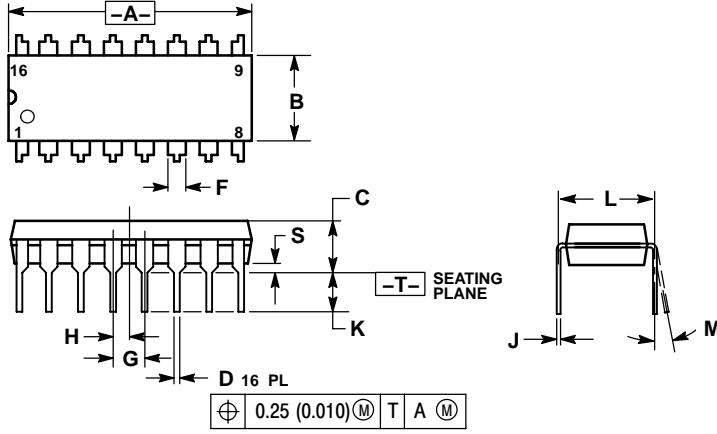 –A–
16 9
B
1 8
F
C
L
S
–T– SEATING
PLANE
K
H
G
J
M
D 16 PL
⌖ 0.25 (0.010) Ⓜ T A Ⓜ